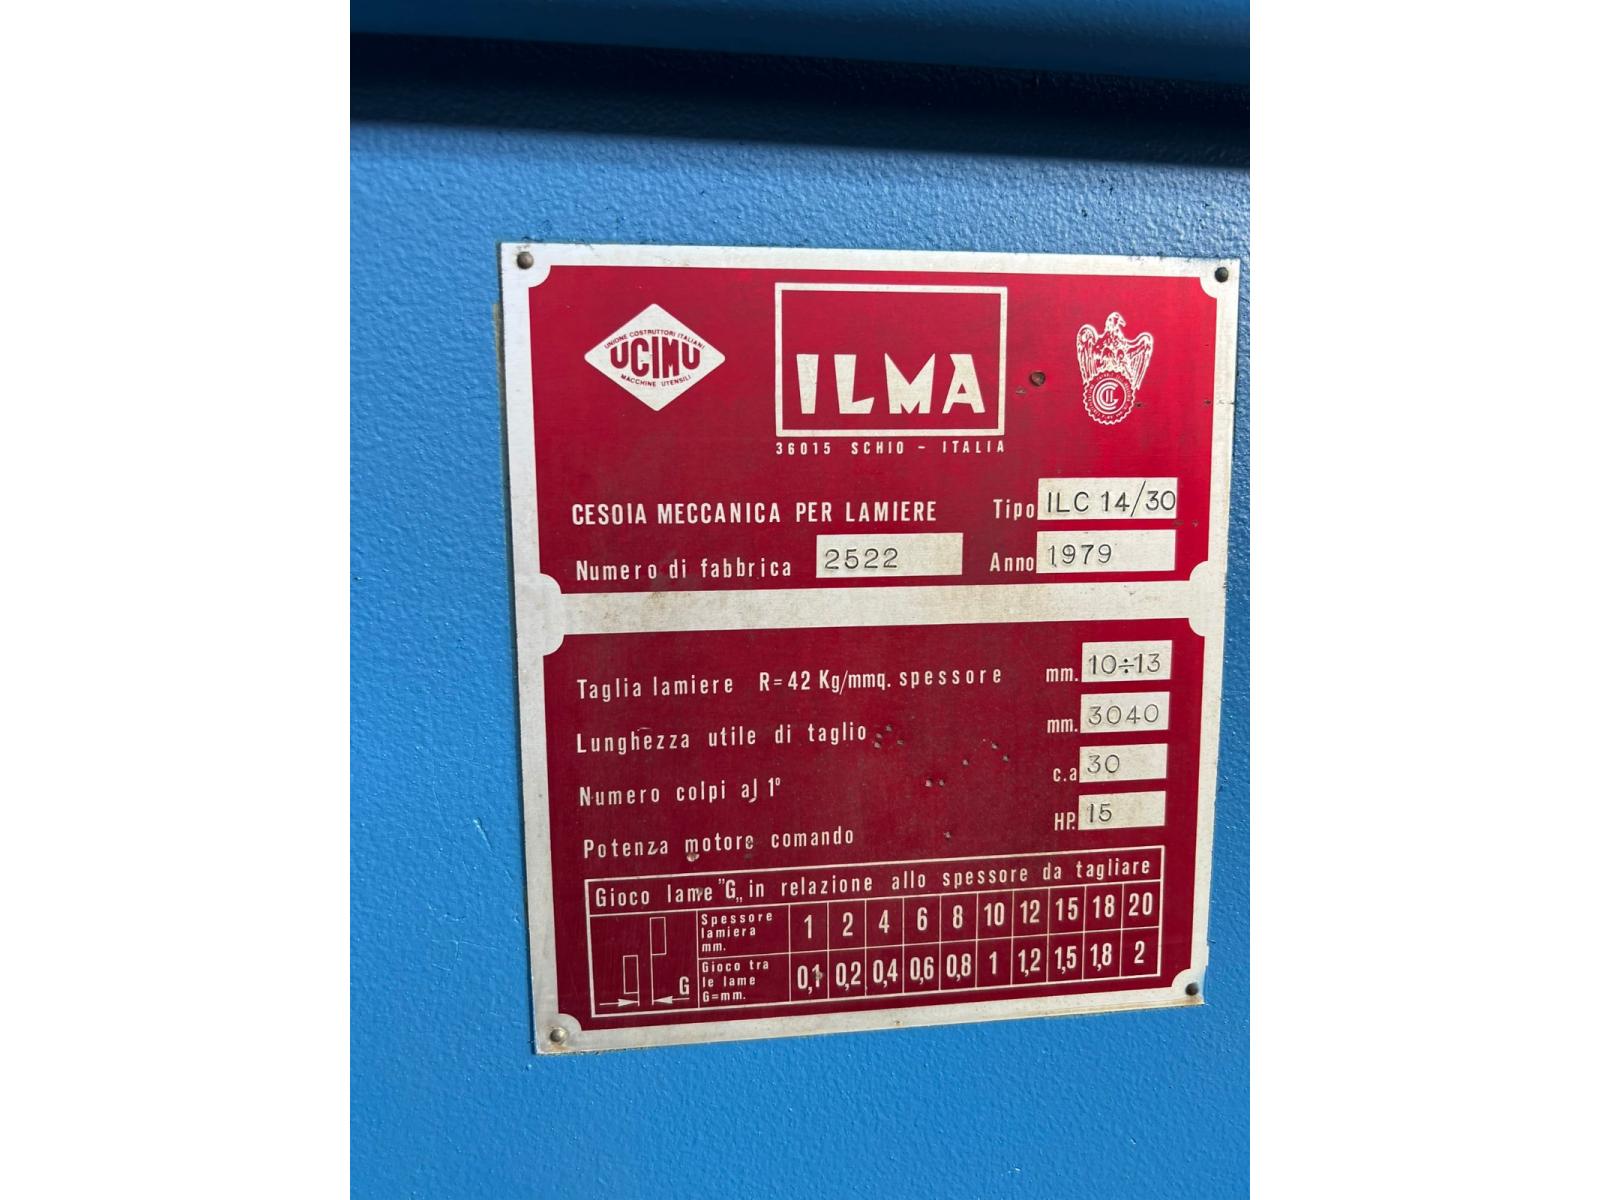 UNIONE COSTRUTTORI ITALIANI
UCIMU
MACCHINE UTENSILI
ILMA
36015 SCHIO - ITALIA
CESOIA MECCANICA PER LAMIERE Tipo ILC 14/30
Numero di fabbrica 2522 Anno 1979
Taglia lamiere R=42 Kg/mmq. spessore mm. 10÷13
Lunghezza utile di taglio mm. 3040
Numero colpi al 1° c.a 30
Potenza motore comando HP. 15
Gioco lame "G„ in relazione allo spessore da tagliare
Spessore
lamiera
mm.
1 2 4 6 8 10 12 15 18 20
G
Gioco tra
le lame
G=mm.
0,1 0,2 0,4 0,6 0,8 1 1,2 1,5 1,8 2